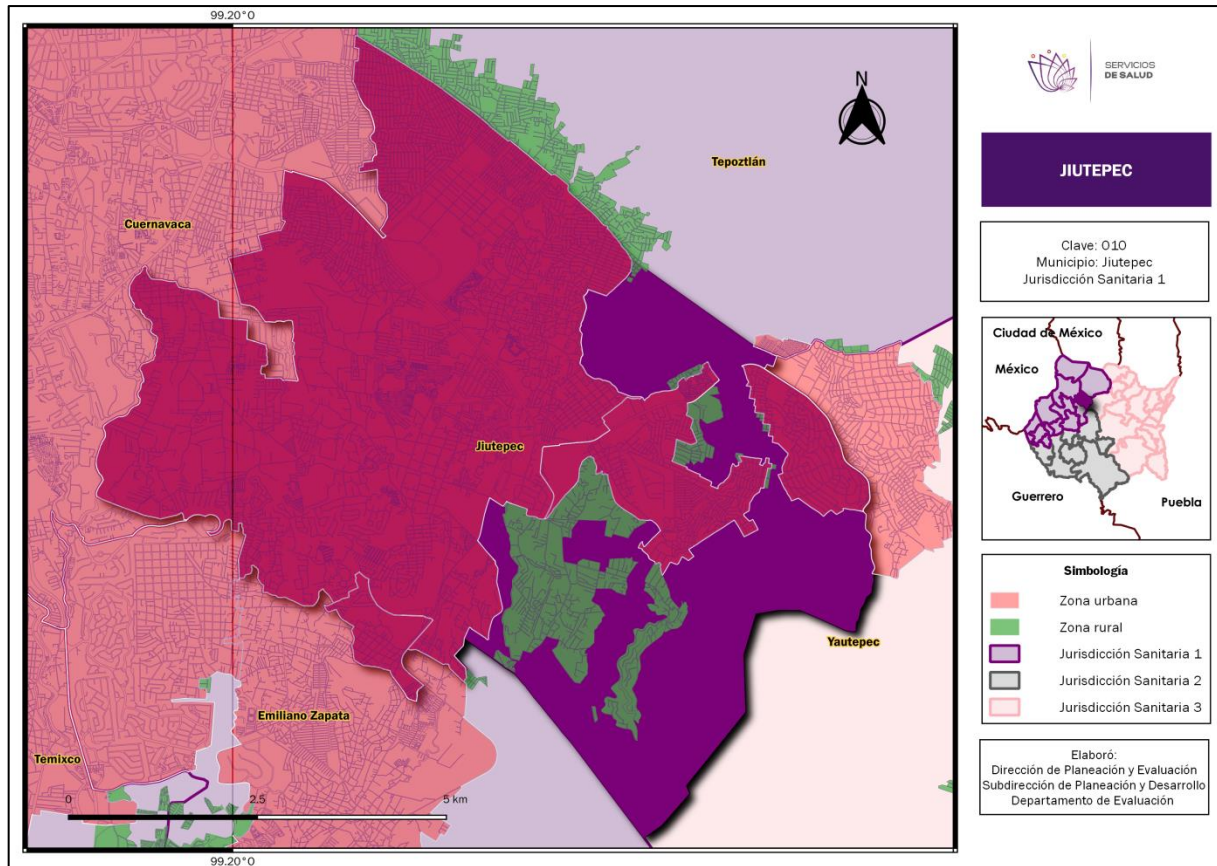 99.20°O
N
Tepoztlán
Cuernavaca
Jiutepec
Yautepec
Emiliano Zapata
Temixco
0 2.5 5 km
99.20°O
SERVICIOS
DE SALUD
JIUTEPEC
Clave: 010
Municipio: Jiutepec
Jurisdicción Sanitaria 1
Ciudad de México
México
Guerrero
Puebla
Simbología
Zona urbana
Zona rural
Jurisdicción Sanitaria 1
Jurisdicción Sanitaria 2
Jurisdicción Sanitaria 3
Elaboró:
Dirección de Planeación y Evaluación
Subdirección de Planeación y Desarrollo
Departamento de Evaluación